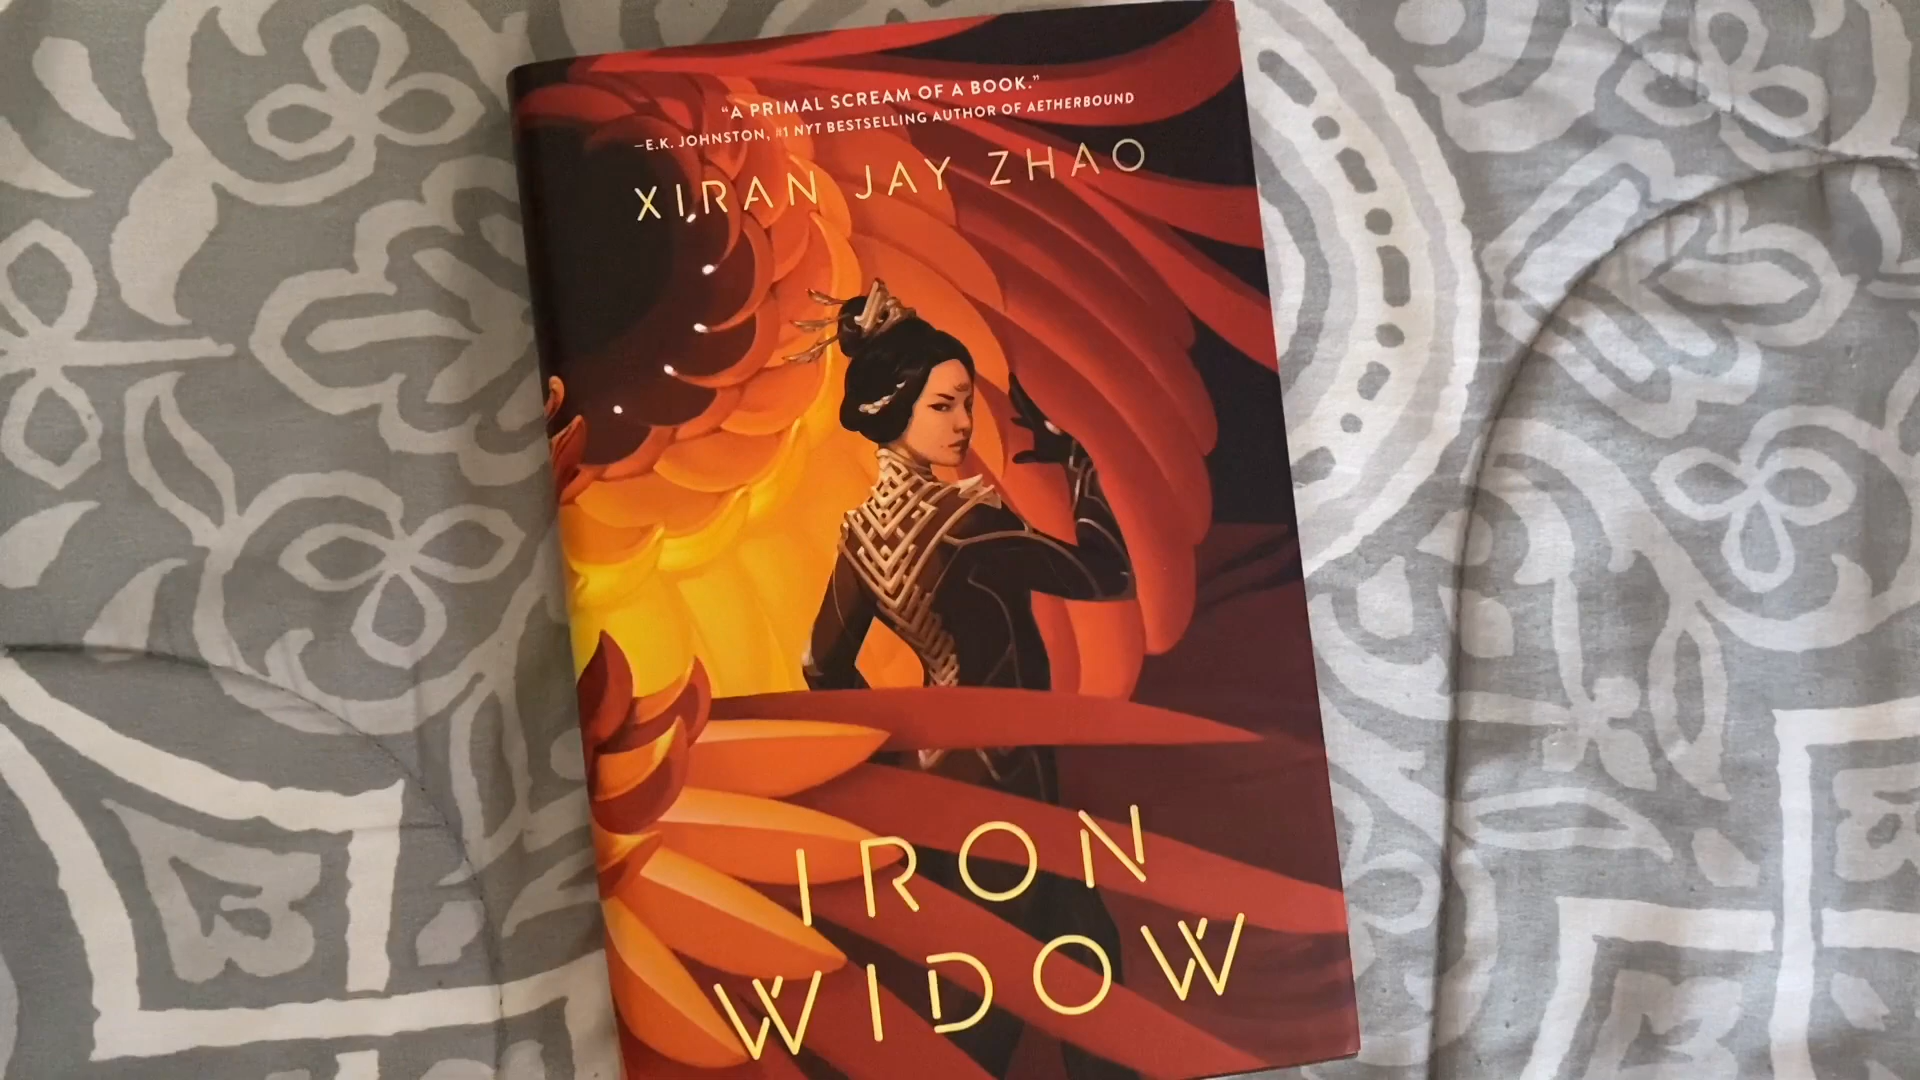 “A PRIMAL SCREAM OF A BOOK.”
—E.K. JOHNSTON, #1 NYT BESTSELLING AUTHOR OF AETHERBOUND
XIRAN JAY ZHAO
IRON
WIDOW